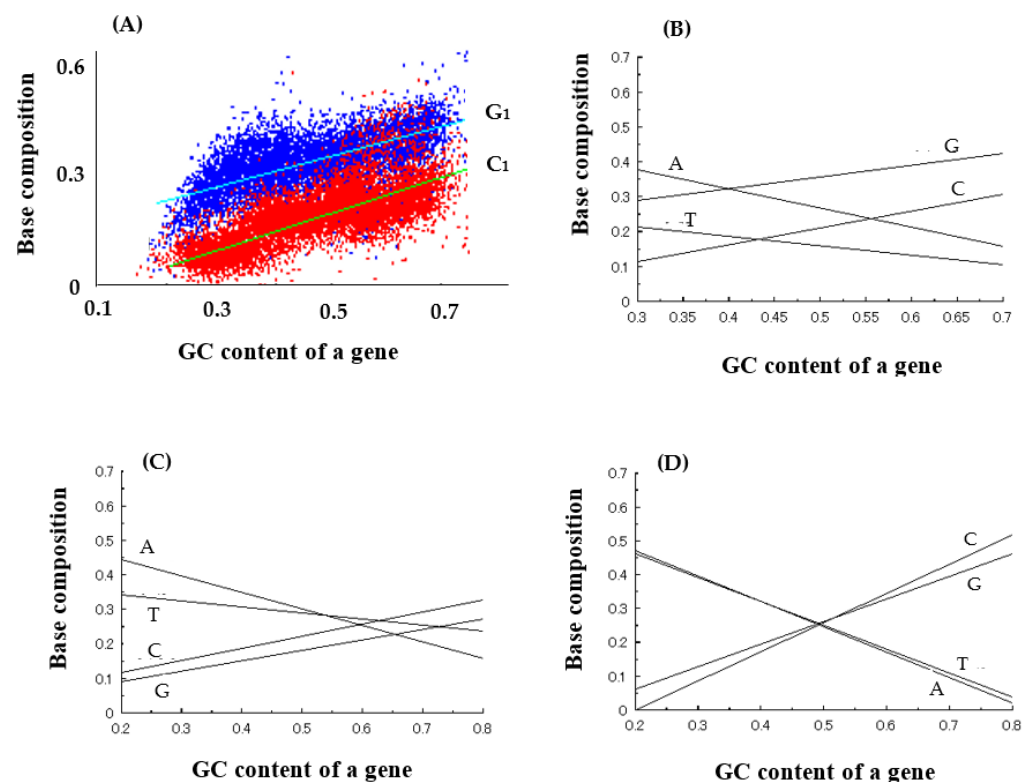 (A)
Base composition
0.6
0.3
0
0.1
0.3
0.5
0.7
G1
C1
GC content of a gene
(B)
Base composition
0.7
0.6
0.5
0.4
0.3
0.2
0.1
0
A
T
G
C
0.3 0.35 0.4 0.45 0.5 0.55 0.6 0.65 0.7
GC content of a gene
(C)
Base composition
0.7
0.6
0.5
0.4
0.3
0.2
0.1
0
A
T
C
G
0.2 0.3 0.4 0.5 0.6 0.7 0.8
GC content of a gene
(D)
Base composition
0.7
0.6
0.5
0.4
0.3
0.2
0.1
0
C
G
T
A
0.2 0.3 0.4 0.5 0.6 0.7 0.8
GC content of a gene